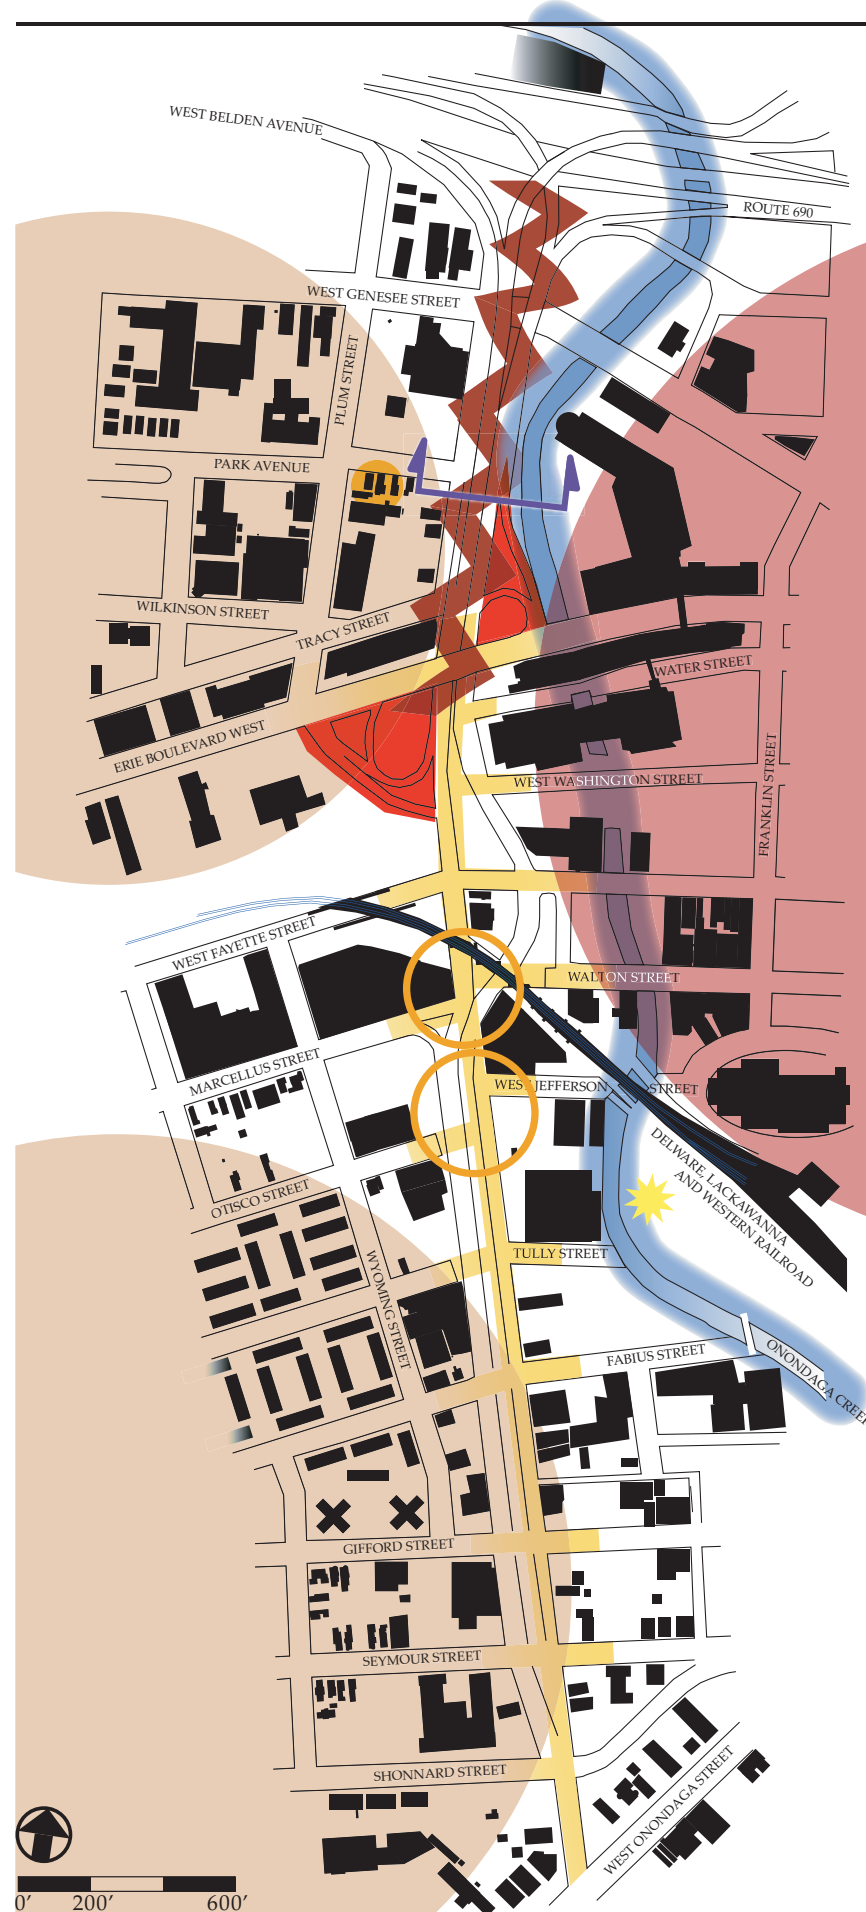 WEST BELDEN AVENUE
ROUTE 690
WEST GENESEE STREET
PLUM STREET
PARK AVENUE
WILKINSON STREET
TRACY STREET
WATER STREET
ERIE BOULEVARD WEST
WEST WASHINGTON STREET
FRANKLIN STREET
WEST FAYETTE STREET
WALTON STREET
MARCELLUS STREET
WEST JEFFERSON STREET
DELWARE, LACKAWANNA
AND WESTERN RAILROAD
OTISCO STREET
WYOMING STREET
TULLY STREET
FABIUS STREET
ONONDAGA CREEK
GIFFORD STREET
SEYMOUR STREET
SHONNARD STREET
WEST ONONDAGA STREET
0′ 200′ 600′